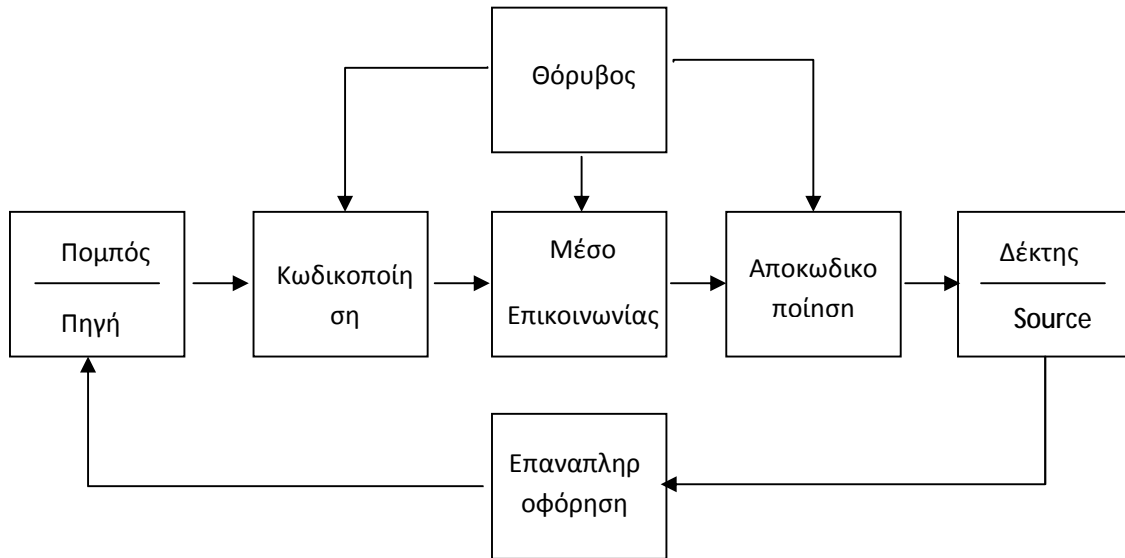 Θόρυβος
Πομπός
Πηγή
Κωδικοποίη
ση
Μέσο
Επικοινωνίας
Αποκωδικο
ποίηση
Δέκτης
Source
Επαναπληρ
οφόρηση